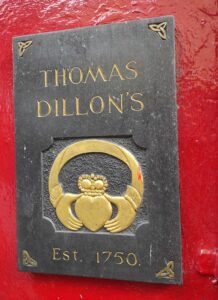 THOMAS
DILLON'S
Est. 1750.